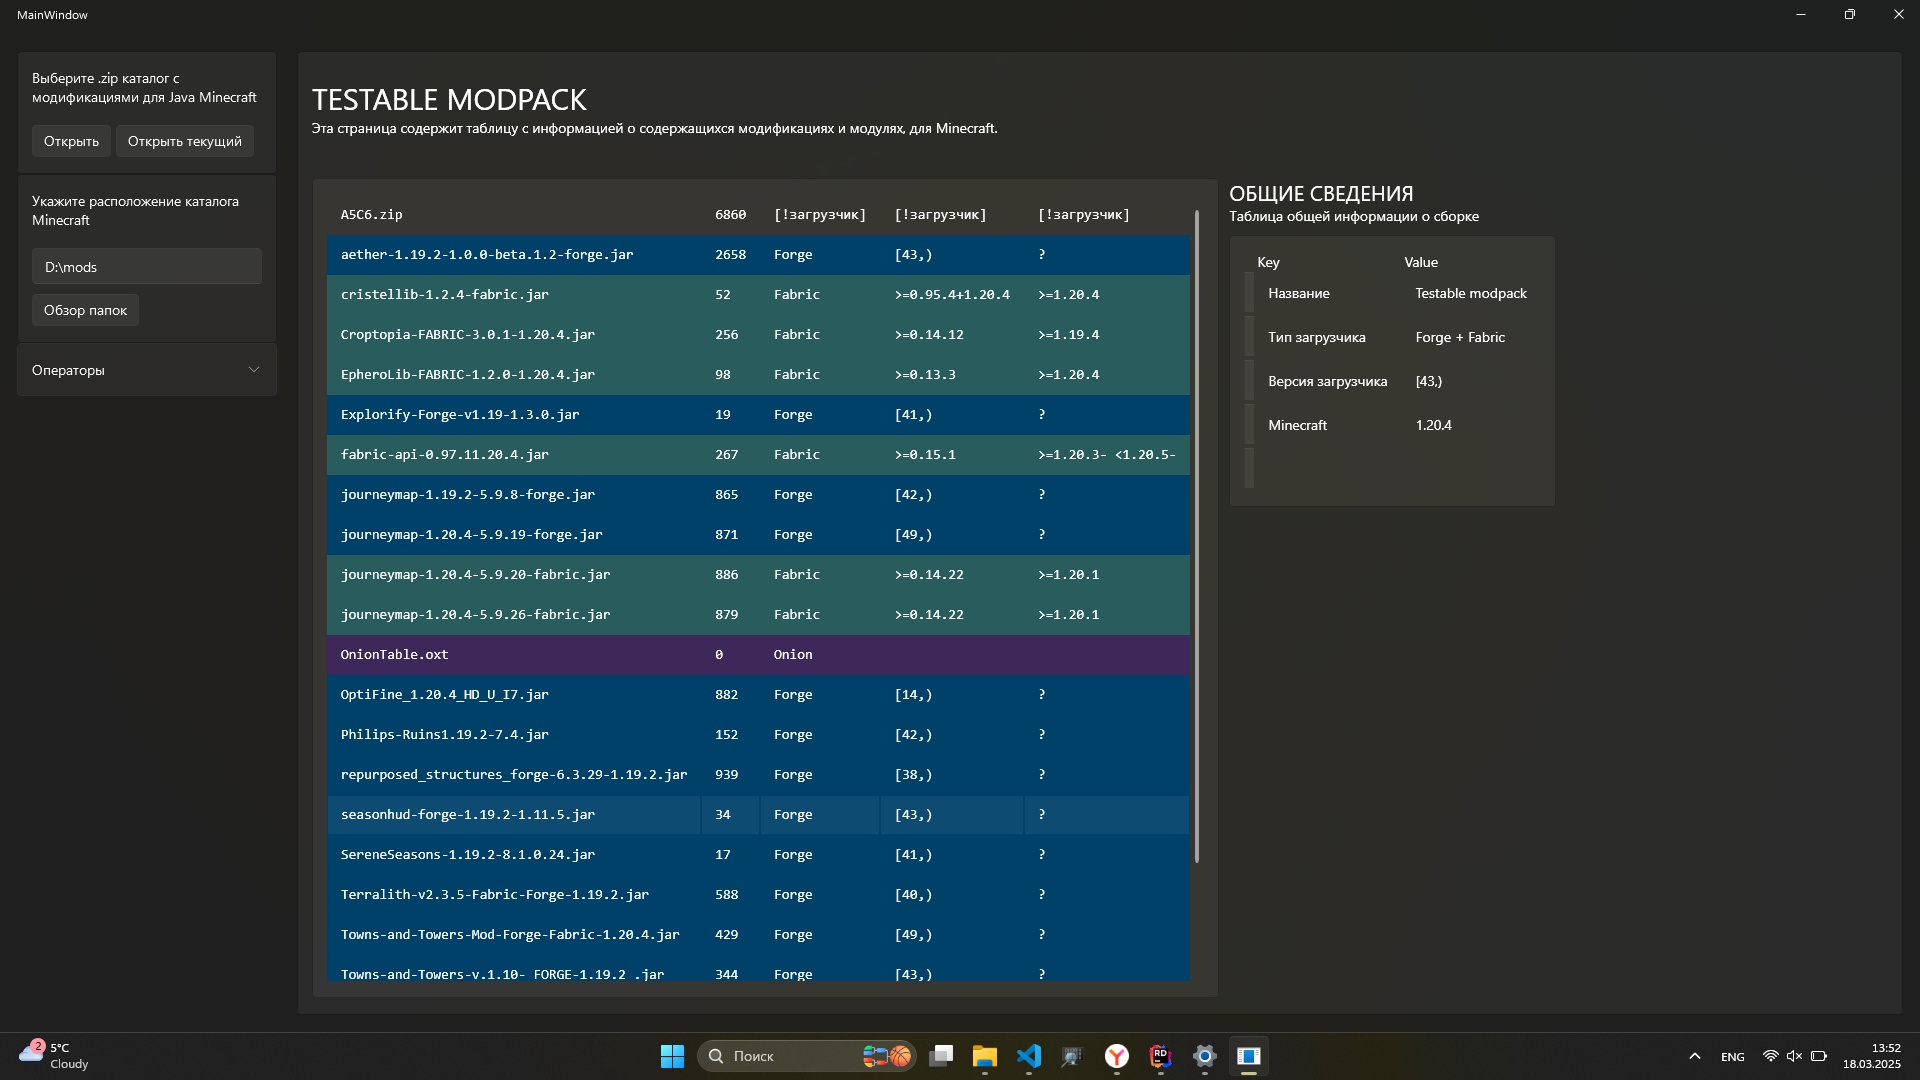 MainWindow
Выберите .zip каталог с
модификациями для Java Minecraft
Открыть
Открыть текущий
Укажите расположение каталога
Minecraft
D:\mods
Обзор папок
Операторы
TESTABLE MODPACK
Эта страница содержит таблицу с информацией о содержащихся модификациях и модулях, для Minecraft.
A5C6.zip 6860 [!загрузчик] [!загрузчик] [!загрузчик]
aether-1.19.2-1.0.0-beta.1.2-forge.jar 2658 Forge [43,) ?
cristellib-1.2.4-fabric.jar 52 Fabric >=0.95.4+1.20.4 >=1.20.4
Croptopia-FABRIC-3.0.1-1.20.4.jar 256 Fabric >=0.14.12 >=1.19.4
EpheroLib-FABRIC-1.2.0-1.20.4.jar 98 Fabric >=0.13.3 >=1.20.4
Explorify-Forge-v1.19-1.3.0.jar 19 Forge [41,) ?
fabric-api-0.97.11.20.4.jar 267 Fabric >=0.15.1 >=1.20.3- <1.20.5-
journeymap-1.19.2-5.9.8-forge.jar 865 Forge [42,) ?
journeymap-1.20.4-5.9.19-forge.jar 871 Forge [49,) ?
journeymap-1.20.4-5.9.20-fabric.jar 886 Fabric >=0.14.22 >=1.20.1
journeymap-1.20.4-5.9.26-fabric.jar 879 Fabric >=0.14.22 >=1.20.1
OnionTable.oxt 0 Onion
OptiFine_1.20.4_HD_U_I7.jar 882 Forge [14,) ?
Philips-Ruins1.19.2-7.4.jar 152 Forge [42,) ?
repurposed_structures_forge-6.3.29-1.19.2.jar 939 Forge [38,) ?
seasonhud-forge-1.19.2-1.11.5.jar 34 Forge [43,) ?
SereneSeasons-1.19.2-8.1.0.24.jar 17 Forge [41,) ?
Terralith-v2.3.5-Fabric-Forge-1.19.2.jar 588 Forge [40,) ?
Towns-and-Towers-Mod-Forge-Fabric-1.20.4.jar 429 Forge [49,) ?
Towns-and-Towers-v.1.10- FORGE-1.19.2 .jar 344 Forge [43,) ?
ОБЩИЕ СВЕДЕНИЯ
Таблица общей информации о сборке
Key Value
Название Testable modpack
Тип загрузчика Forge + Fabric
Версия загрузчика [43,)
Minecraft 1.20.4
2
5°C
Cloudy
Поиск
RD
ENG
13:52
18.03.2025